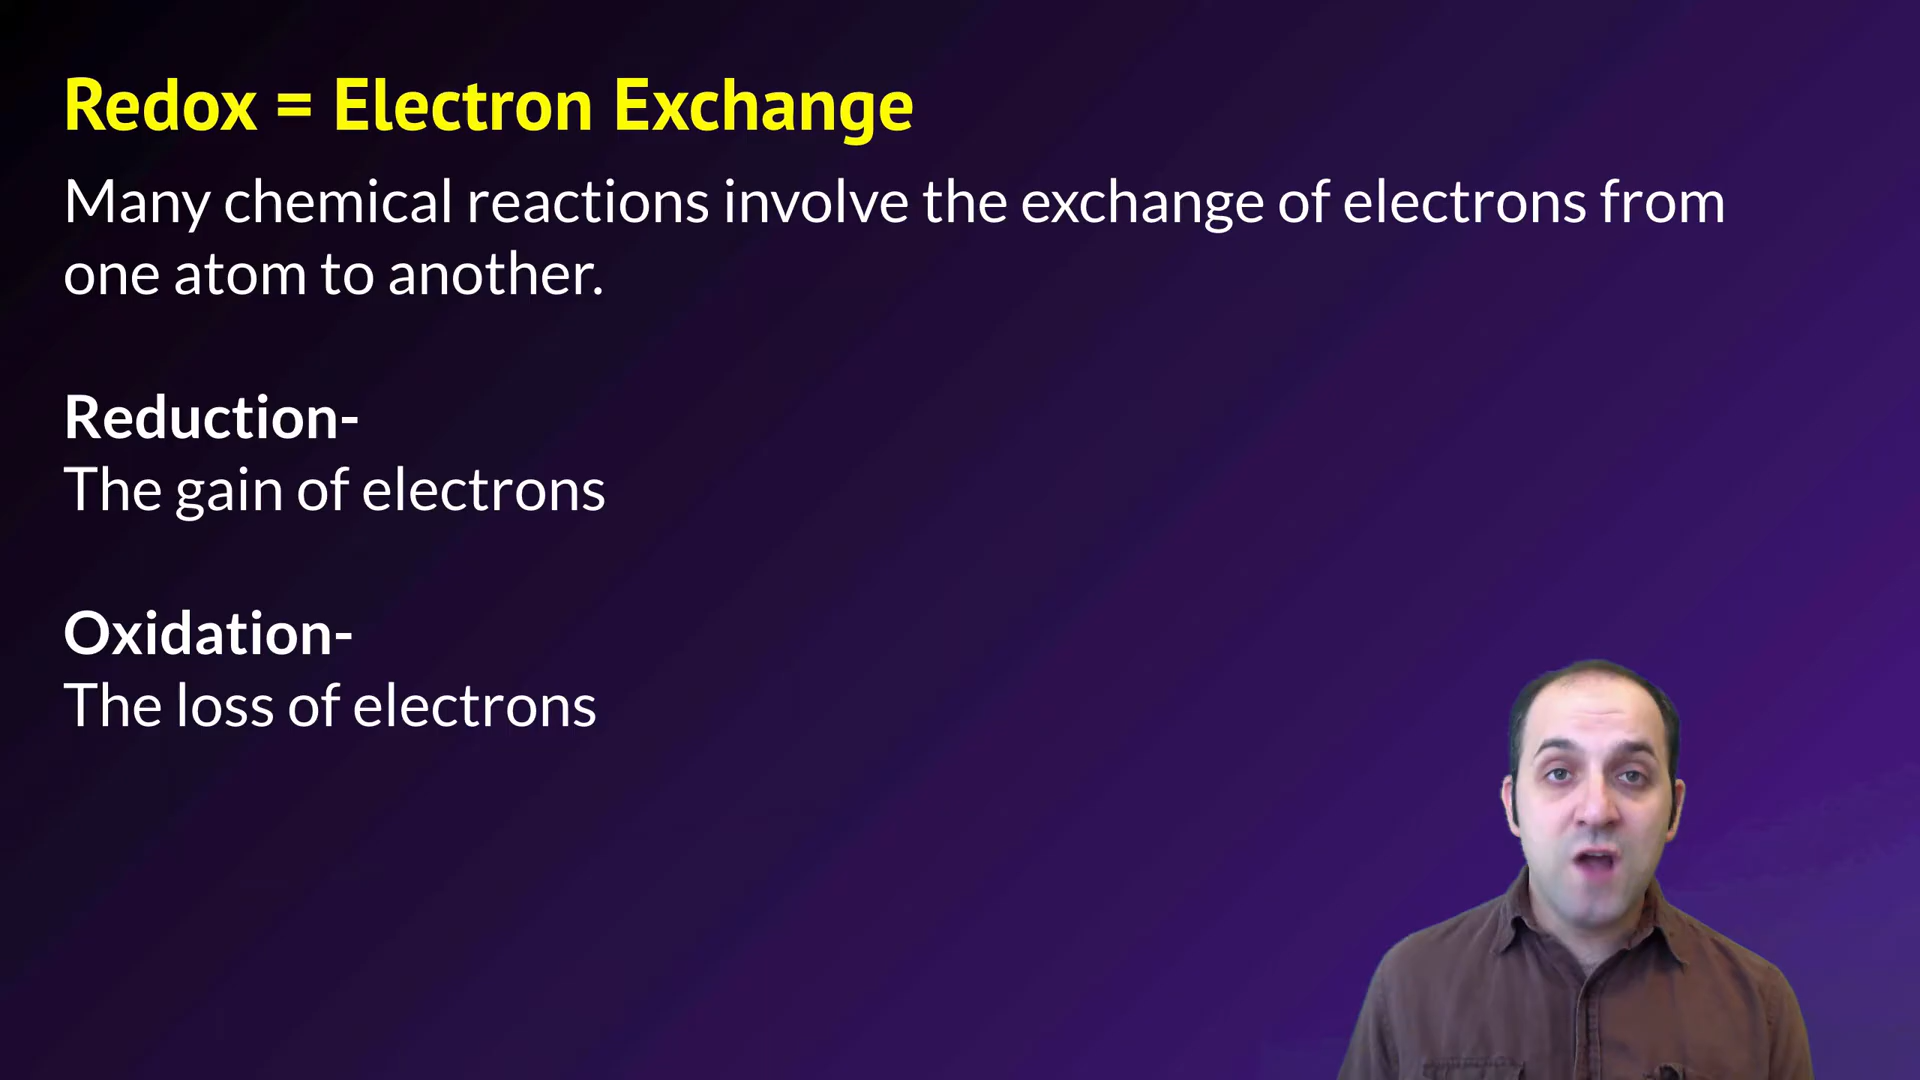 Redox = Electron Exchange
Many chemical reactions involve the exchange of electrons from
one atom to another.
Reduction-
The gain of electrons
Oxidation-
The loss of electrons